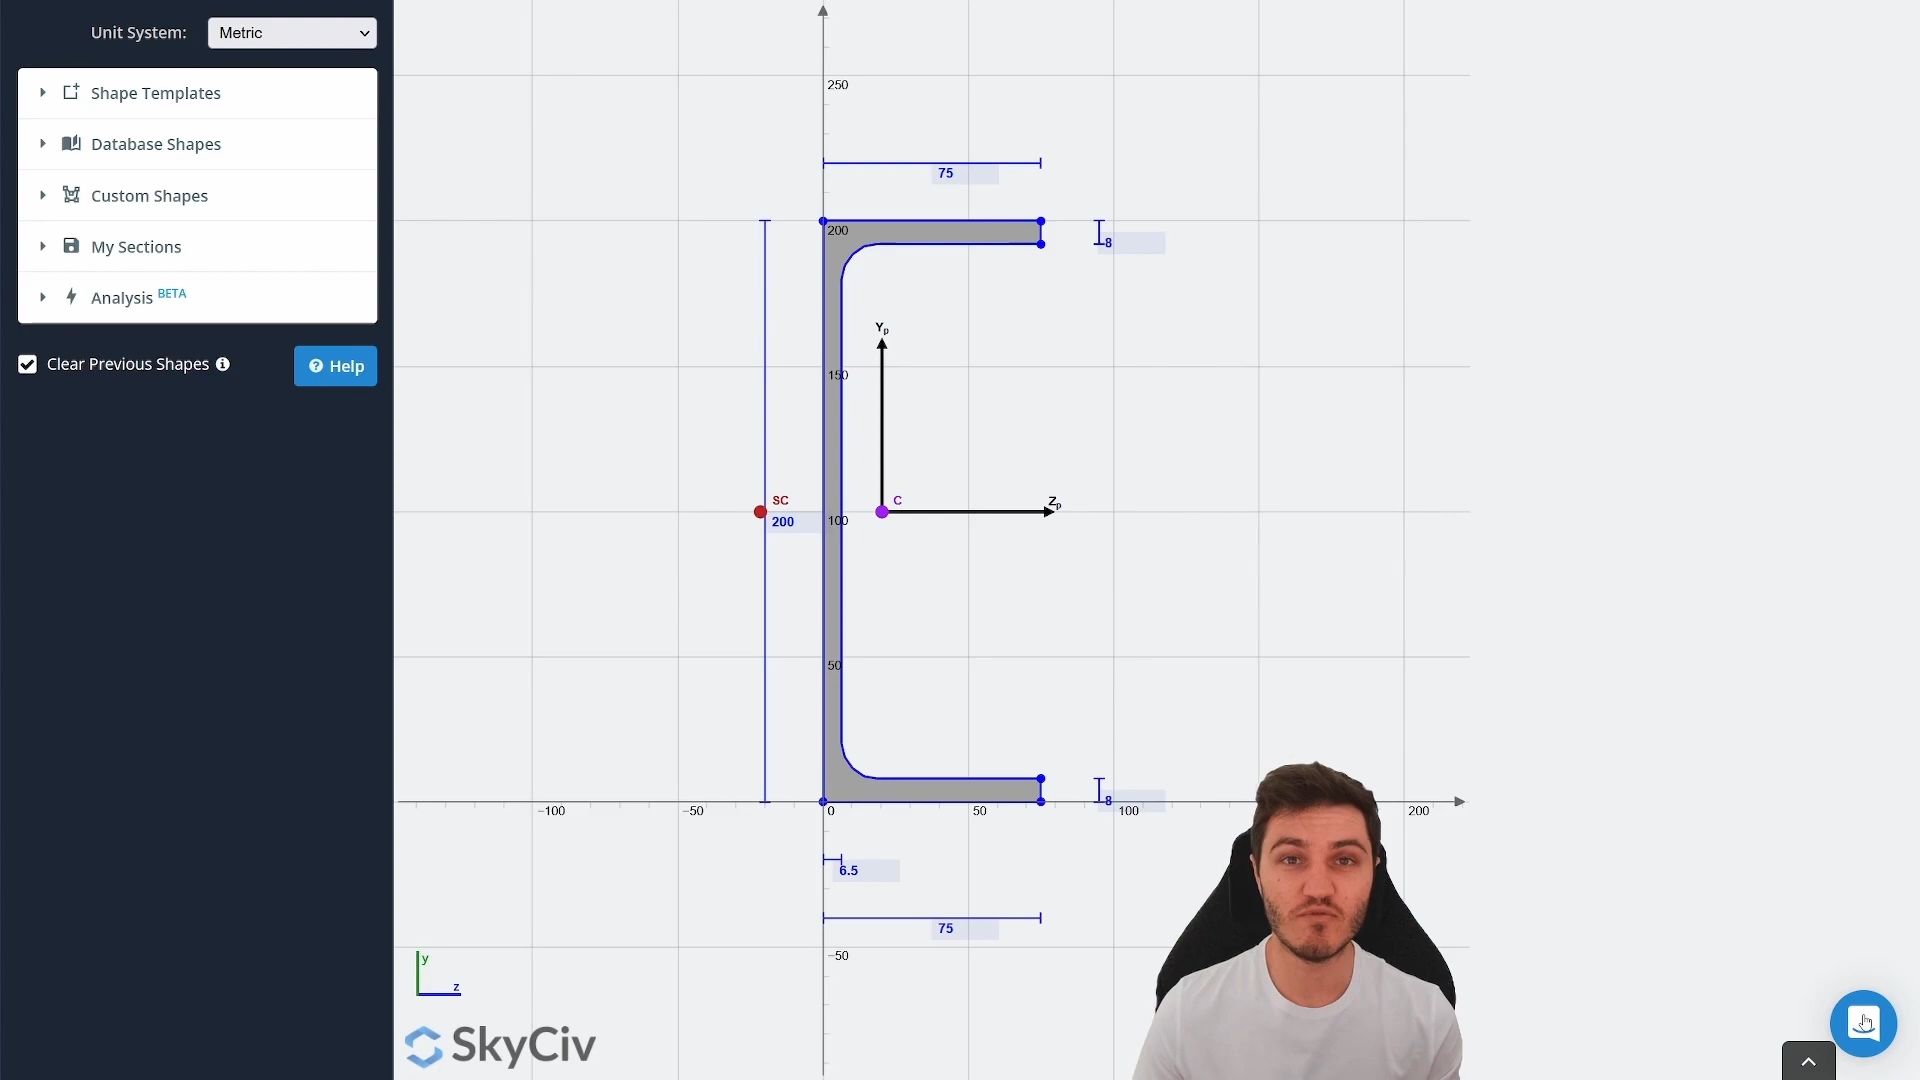 Unit System:
Metric
Shape Templates
Database Shapes
Custom Shapes
My Sections
Analysis BETA
Clear Previous Shapes
Help
250
75
200
8
Yp
150
SC
C
Zp
200
100
50
8
−100
−50
0
50
100
200
6.5
75
−50
y
z
SkyCiv